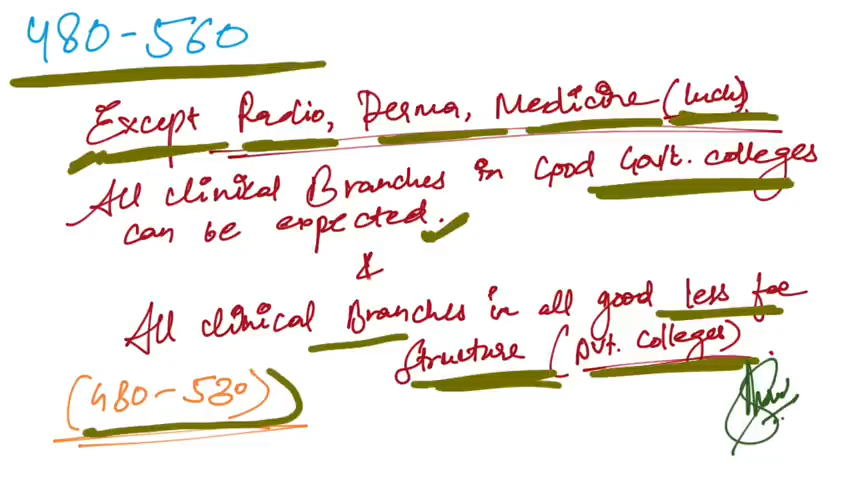 480-560
Except Radio, Derma, Medicine (luck)
All clinical Branches in Good Govt. colleges
can be expected.
&
All clinical Branches in all good less fee
structure (pvt. colleges).
(480-530)